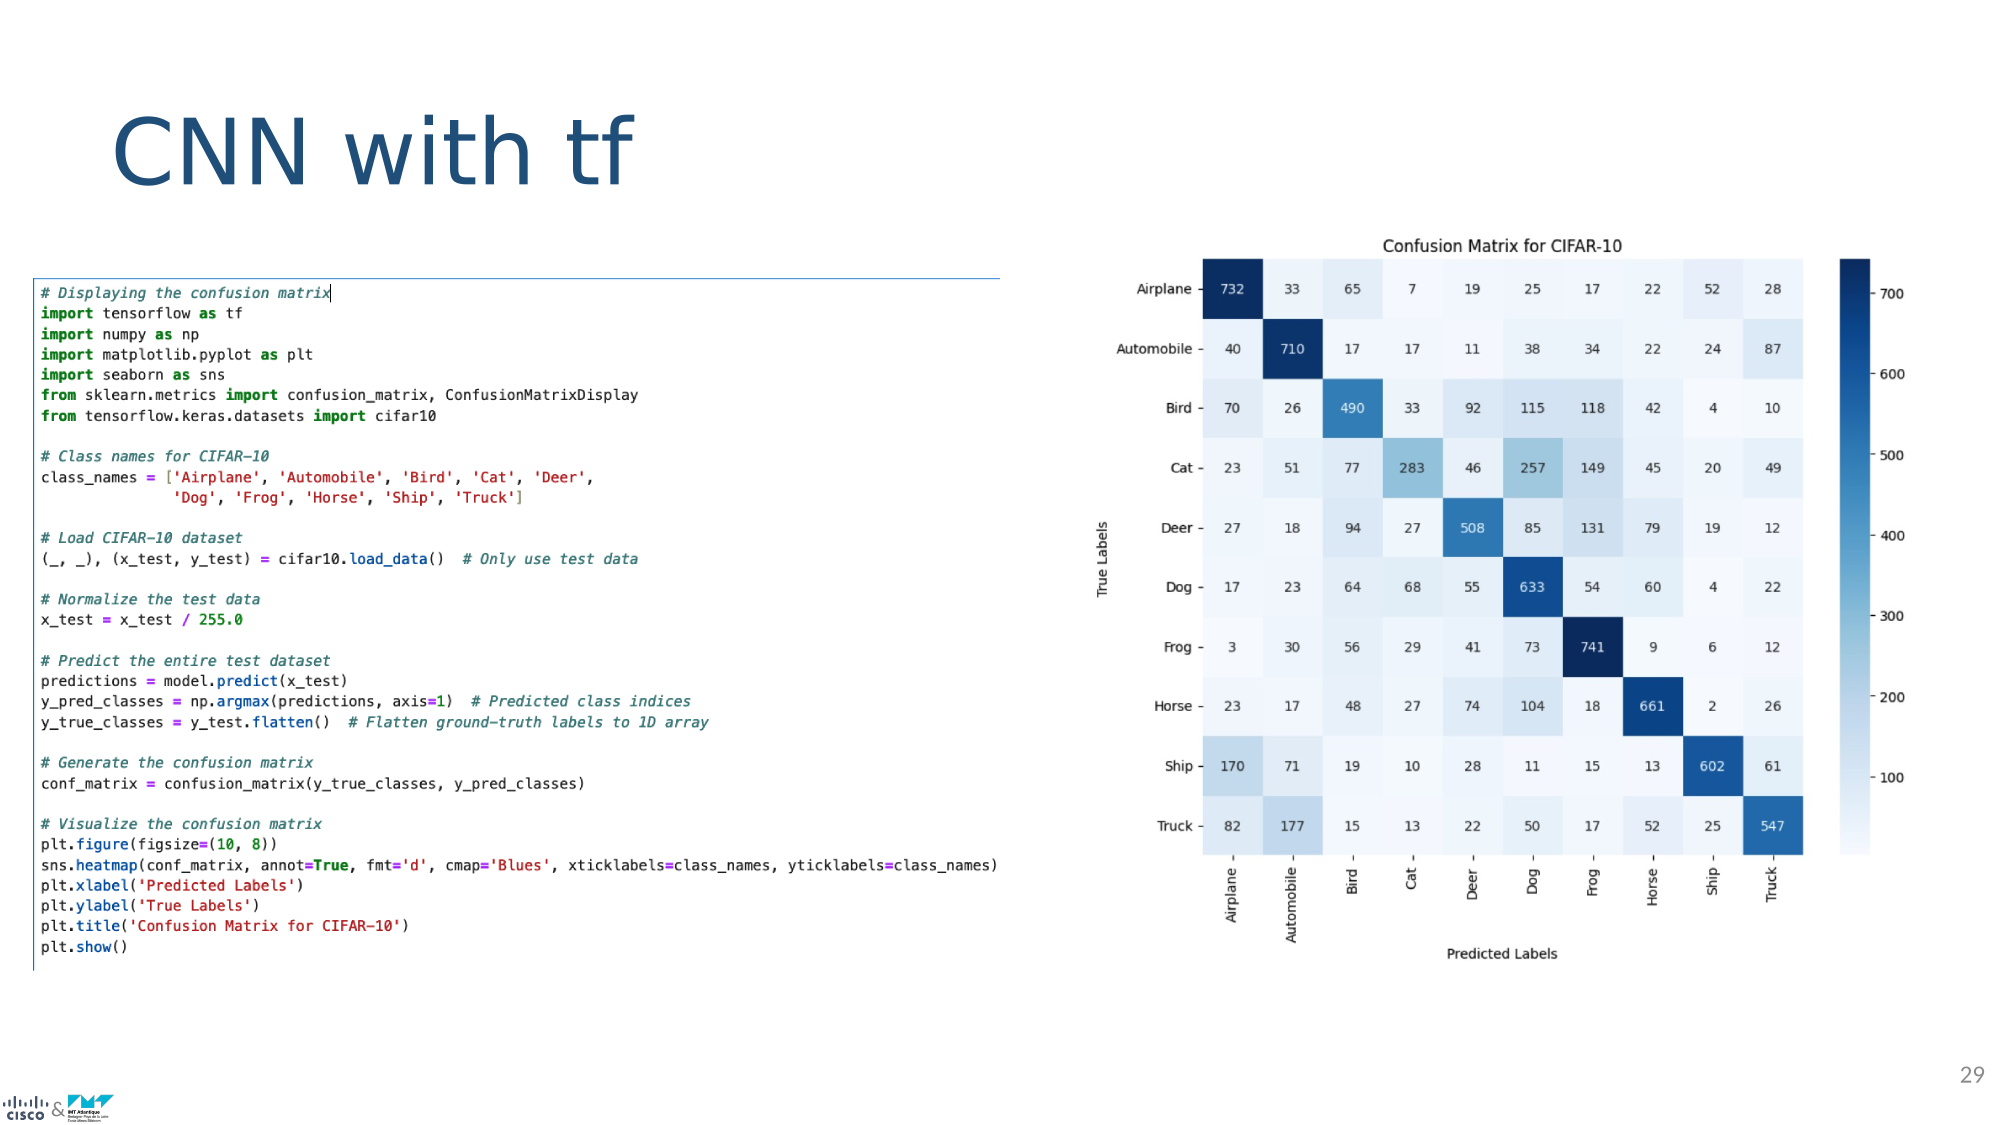 CNN with tf
# Displaying the confusion matrix
import tensorflow as tf
import numpy as np
import matplotlib.pyplot as plt
import seaborn as sns
from sklearn.metrics import confusion_matrix, ConfusionMatrixDisplay
from tensorflow.keras.datasets import cifar10
# Class names for CIFAR-10
class_names = ['Airplane', 'Automobile', 'Bird', 'Cat', 'Deer',
'Dog', 'Frog', 'Horse', 'Ship', 'Truck']
# Load CIFAR-10 dataset
(_, _), (x_test, y_test) = cifar10.load_data()  # Only use test data
# Normalize the test data
x_test = x_test / 255.0
# Predict the entire test dataset
predictions = model.predict(x_test)
y_pred_classes = np.argmax(predictions, axis=1)  # Predicted class indices
y_true_classes = y_test.flatten()  # Flatten ground-truth labels to 1D array
# Generate the confusion matrix
conf_matrix = confusion_matrix(y_true_classes, y_pred_classes)
# Visualize the confusion matrix
plt.figure(figsize=(10, 8))
sns.heatmap(conf_matrix, annot=True, fmt='d', cmap='Blues', xticklabels=class_names, yticklabels=class_names)
plt.xlabel('Predicted Labels')
plt.ylabel('True Labels')
plt.title('Confusion Matrix for CIFAR-10')
plt.show()
Confusion Matrix for CIFAR-10
True Labels
Airplane 732 33 65 7 19 25 17 22 52 28
Automobile 40 710 17 17 11 38 34 22 24 87
Bird 70 26 490 33 92 115 118 42 4 10
Cat 23 51 77 283 46 257 149 45 20 49
Deer 27 18 94 27 508 85 131 79 19 12
Dog 17 23 64 68 55 633 54 60 4 22
Frog 3 30 56 29 41 73 741 9 6 12
Horse 23 17 48 27 74 104 18 661 2 26
Ship 170 71 19 10 28 11 15 13 602 61
Truck 82 177 15 13 22 50 17 52 25 547
Airplane Automobile Bird Cat Deer Dog Frog Horse Ship Truck
Predicted Labels
700
600
500
400
300
200
100
29
CISCO & IMT Atlantique